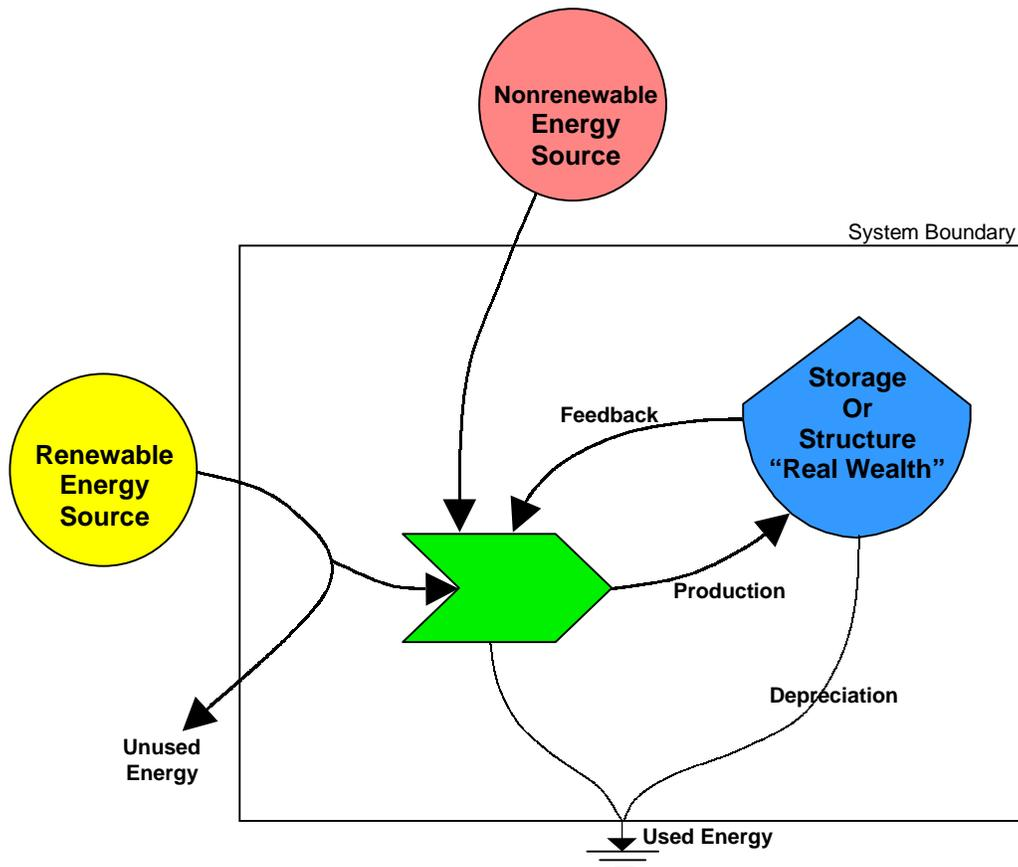 Nonrenewable
Energy
Source
System Boundary
Storage
Or
Structure
“Real Wealth”
Feedback
Renewable
Energy
Source
Production
Depreciation
Unused
Energy
Used Energy